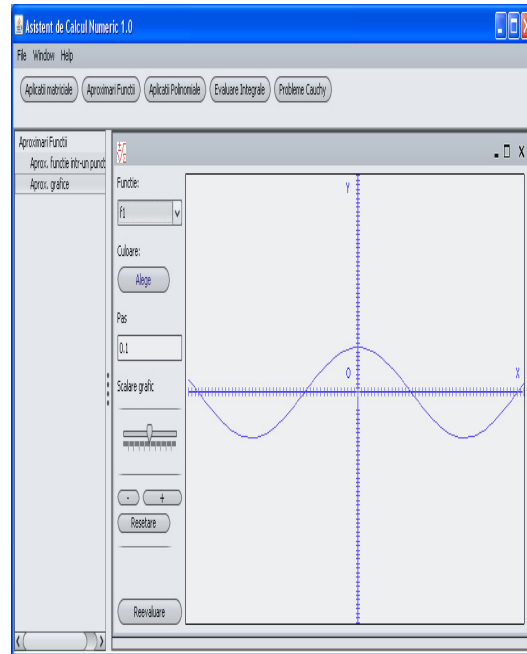 Asistent de Calcul Numeric 1.0
File Window Help
Aplicatii matriciale Aproximari Functii Aplicatii Polinomiale Evaluare Integrale Probleme Cauchy
Aproximari Functii
Aprox. functie intr-un punct
Aprox. grafice
Functie:
f1
Culoare:
Alege
Pas
0.1
Scalare grafic
- +
Resetare
Reevaluare
Y
O
X